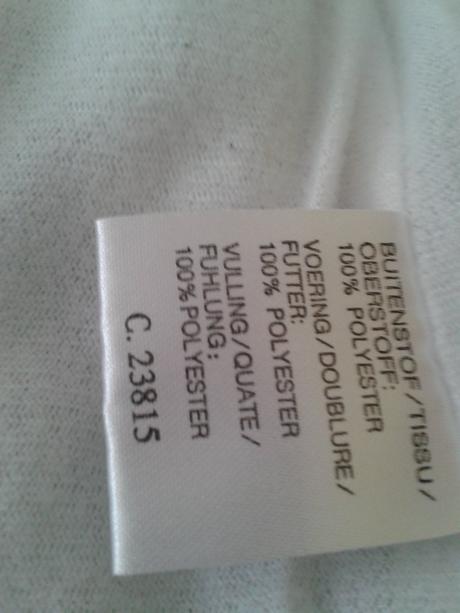 BUITENSTOF/TISSU/
OBERSTOFF:
100% POLYESTER
VOERING/DOUBLURE/
FUTTER:
100% POLYESTER
VULLING/QUATE/
FUHLUNG:
100% POLYESTER
C. 23815